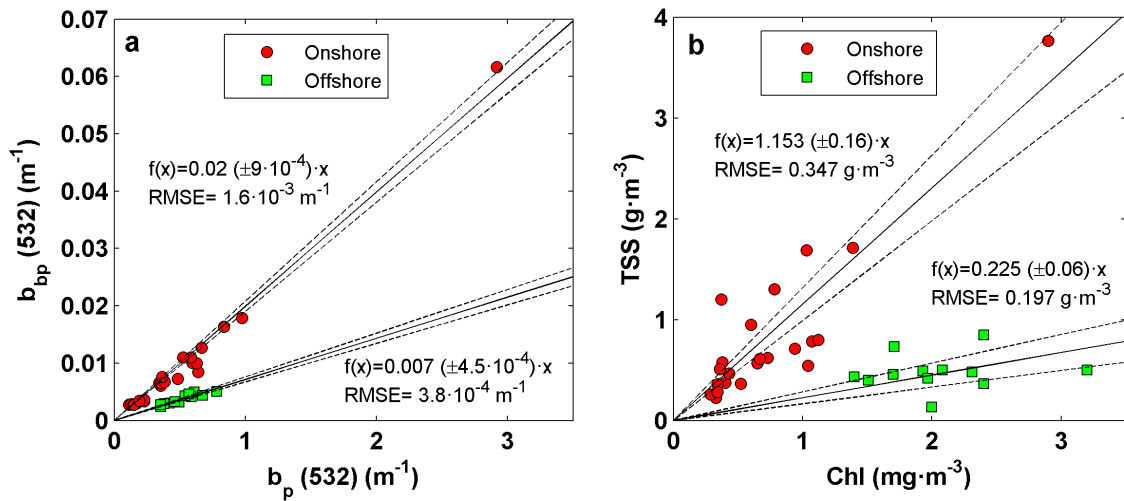 a
Onshore
Offshore
f(x)=0.02 (±9·10⁻⁴)·x
RMSE= 1.6·10⁻³ m⁻¹
f(x)=0.007 (±4.5·10⁻⁴)·x
RMSE= 3.8·10⁻⁴ m⁻¹
0.07
0.06
0.05
0.04
0.03
0.02
0.01
0
0 1 2 3
b_bp (532) (m⁻¹)
b_p (532) (m⁻¹)
b
Onshore
Offshore
f(x)=1.153 (±0.16)·x
RMSE= 0.347 g·m⁻³
f(x)=0.225 (±0.06)·x
RMSE= 0.197 g·m⁻³
4
3
2
1
0
0 1 2 3
TSS (g·m⁻³)
Chl (mg·m⁻³)